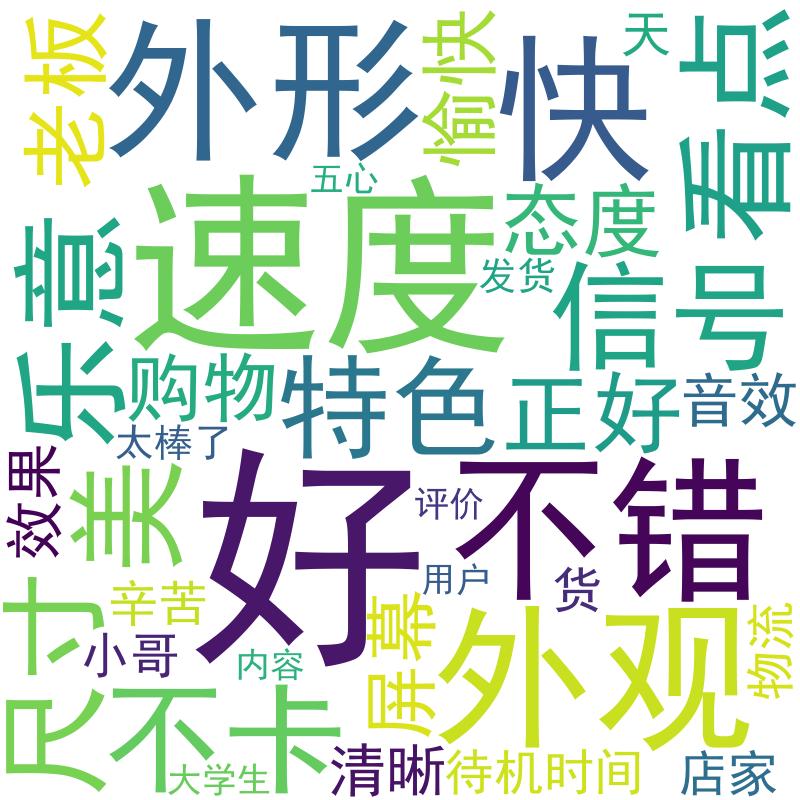 老板
外形
愉快
快
天
看点
五心
速度
态度
发货
乐意
信号
购物
特色
正好
音效
太棒了
效果
美
好
不错
评价
用户
货
辛苦
尺寸
小哥
内容
屏幕
外观
物流
不卡
大学生
清晰
待机时间
店家